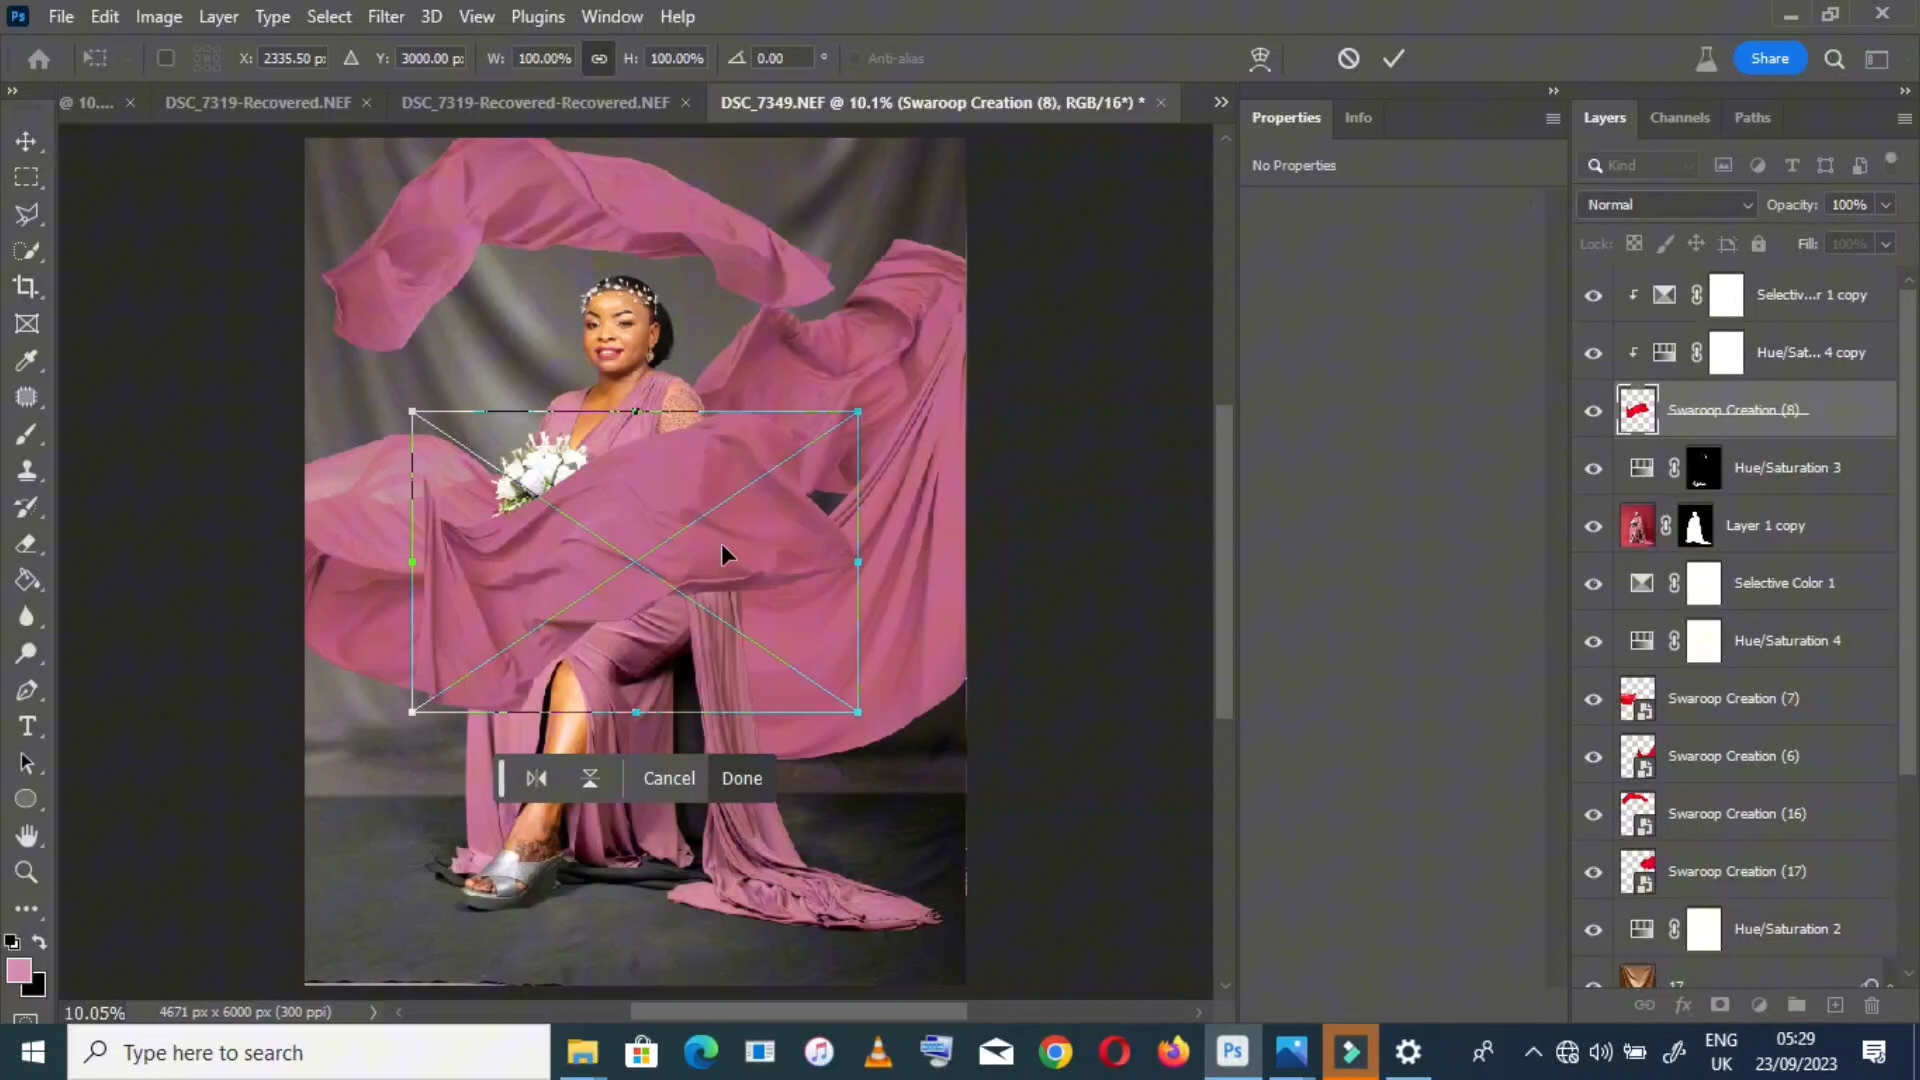 Ps File Edit Image Layer Type Select Filter 3D View Plugins Window Help
X: 2335.50 p: Y: 3000.00 p: W: 100.00% H: 100.00% 0.00 ° Anti-alias Share
@ 10.... × DSC_7319-Recovered.NEF × DSC_7319-Recovered-Recovered.NEF × DSC_7349.NEF @ 10.1% (Swaroop Creation (8), RGB/16*) * ×
Properties Info
No Properties
Layers Channels Paths
Kind
Normal Opacity: 100%
Lock: Fill: 100%
Selectiv...r 1 copy
Hue/Sat... 4 copy
Swaroop Creation (8)
Hue/Saturation 3
Layer 1 copy
Selective Color 1
Hue/Saturation 4
Swaroop Creation (7)
Swaroop Creation (6)
Swaroop Creation (16)
Swaroop Creation (17)
Hue/Saturation 2
17
Cancel Done
10.05% 4671 px x 6000 px (300 ppi)
Type here to search
Ps
ENG
UK
05:29
23/09/2023